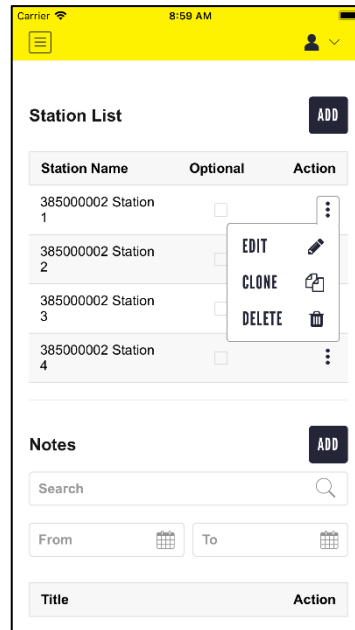 Carrier 8:59 AM
Station List ADD
Station Name Optional Action
385000002 Station
1
EDIT
385000002 Station
2
CLONE
385000002 Station
3
DELETE
385000002 Station
4
Notes ADD
Search
From To
Title Action